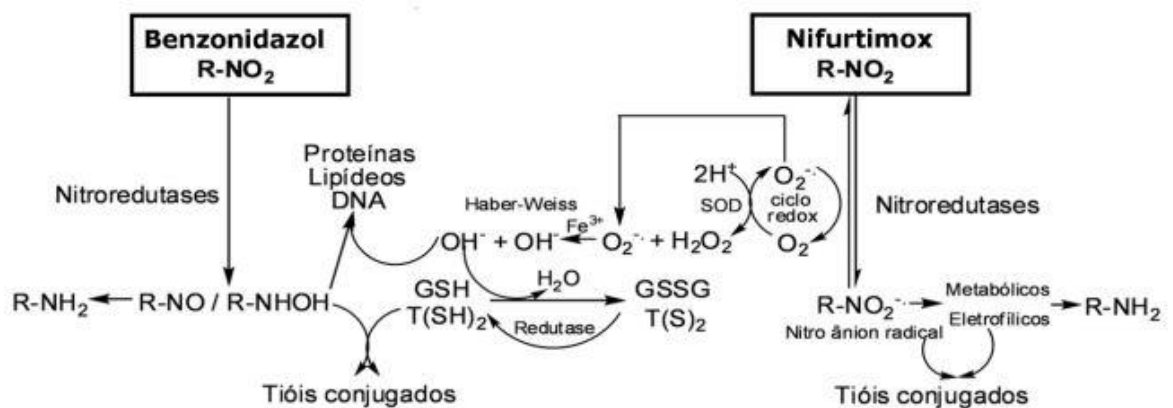 Benzonidazol
R-NO₂
Nifurtimox
R-NO₂
Proteínas
Lipídeos
DNA
Nitroredutases
Haber-Weiss
Fe³⁺
2H⁺
SOD
O₂⁻·
ciclo
redox
O₂
Nitroredutases
OH⁻ + OH⁻
O₂⁻· + H₂O₂
H₂O
R-NH₂
R-NO / R-NHOH
GSH
T(SH)₂
Redutase
GSSG
T(S)₂
R-NO₂⁻·
Nitro ânion radical
Metabólicos
Eletrofílicos
R-NH₂
Tióis conjugados
Tióis conjugados